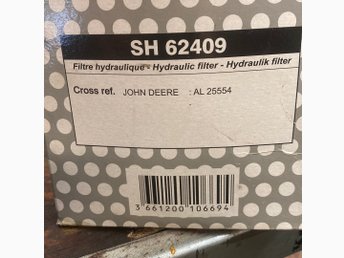 SH 62409
Filtre hydraulique - Hydraulic filter - Hydraulik filter
Cross ref. JOHN DEERE : AL 25554
3 661200 106694